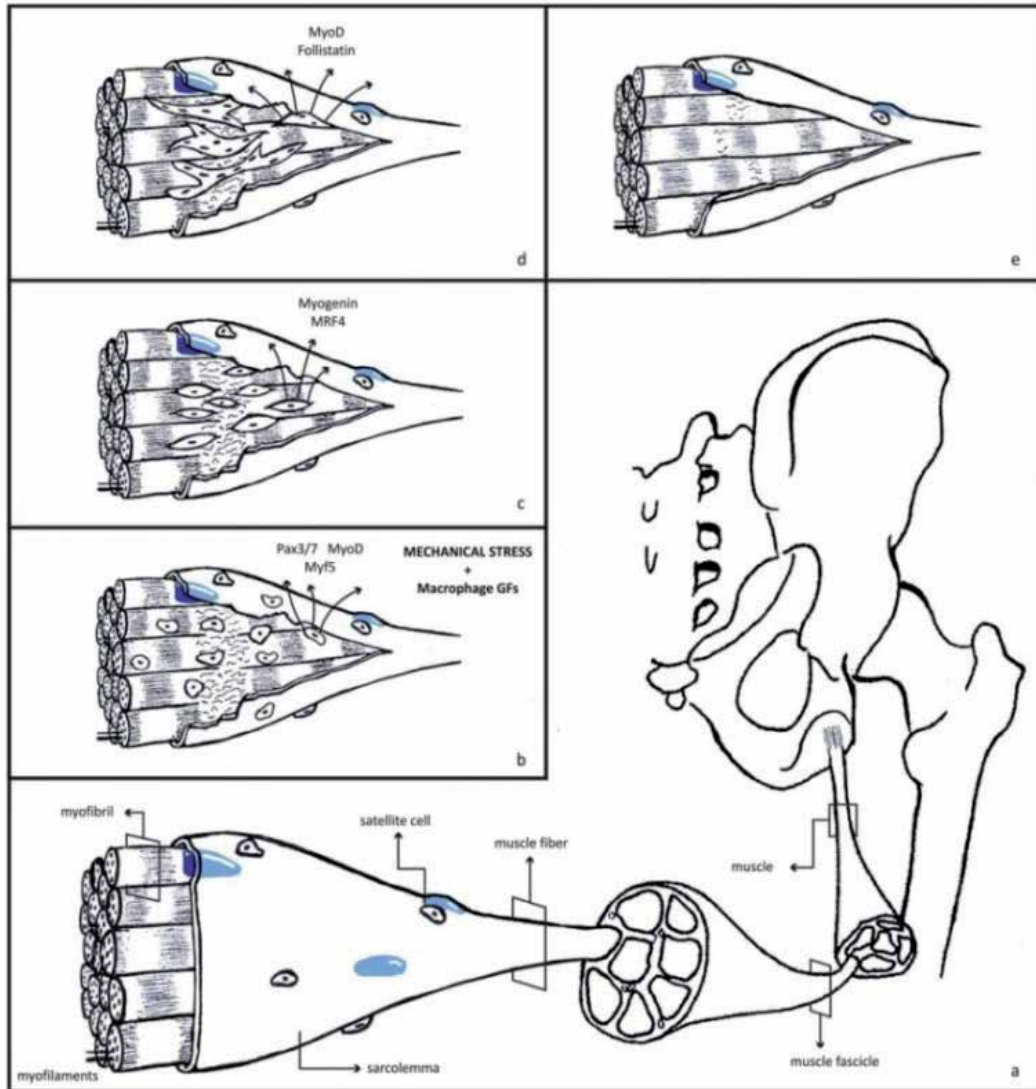 MyoD
Follistatin
d
e
Myogenin
MRF4
c
Pax3/7 MyoD
Myf5
MECHANICAL STRESS
+
Macrophage GFs
b
myofibril
satellite cell
muscle fiber
muscle
muscle fascicle
sarcolemma
myofilaments
a